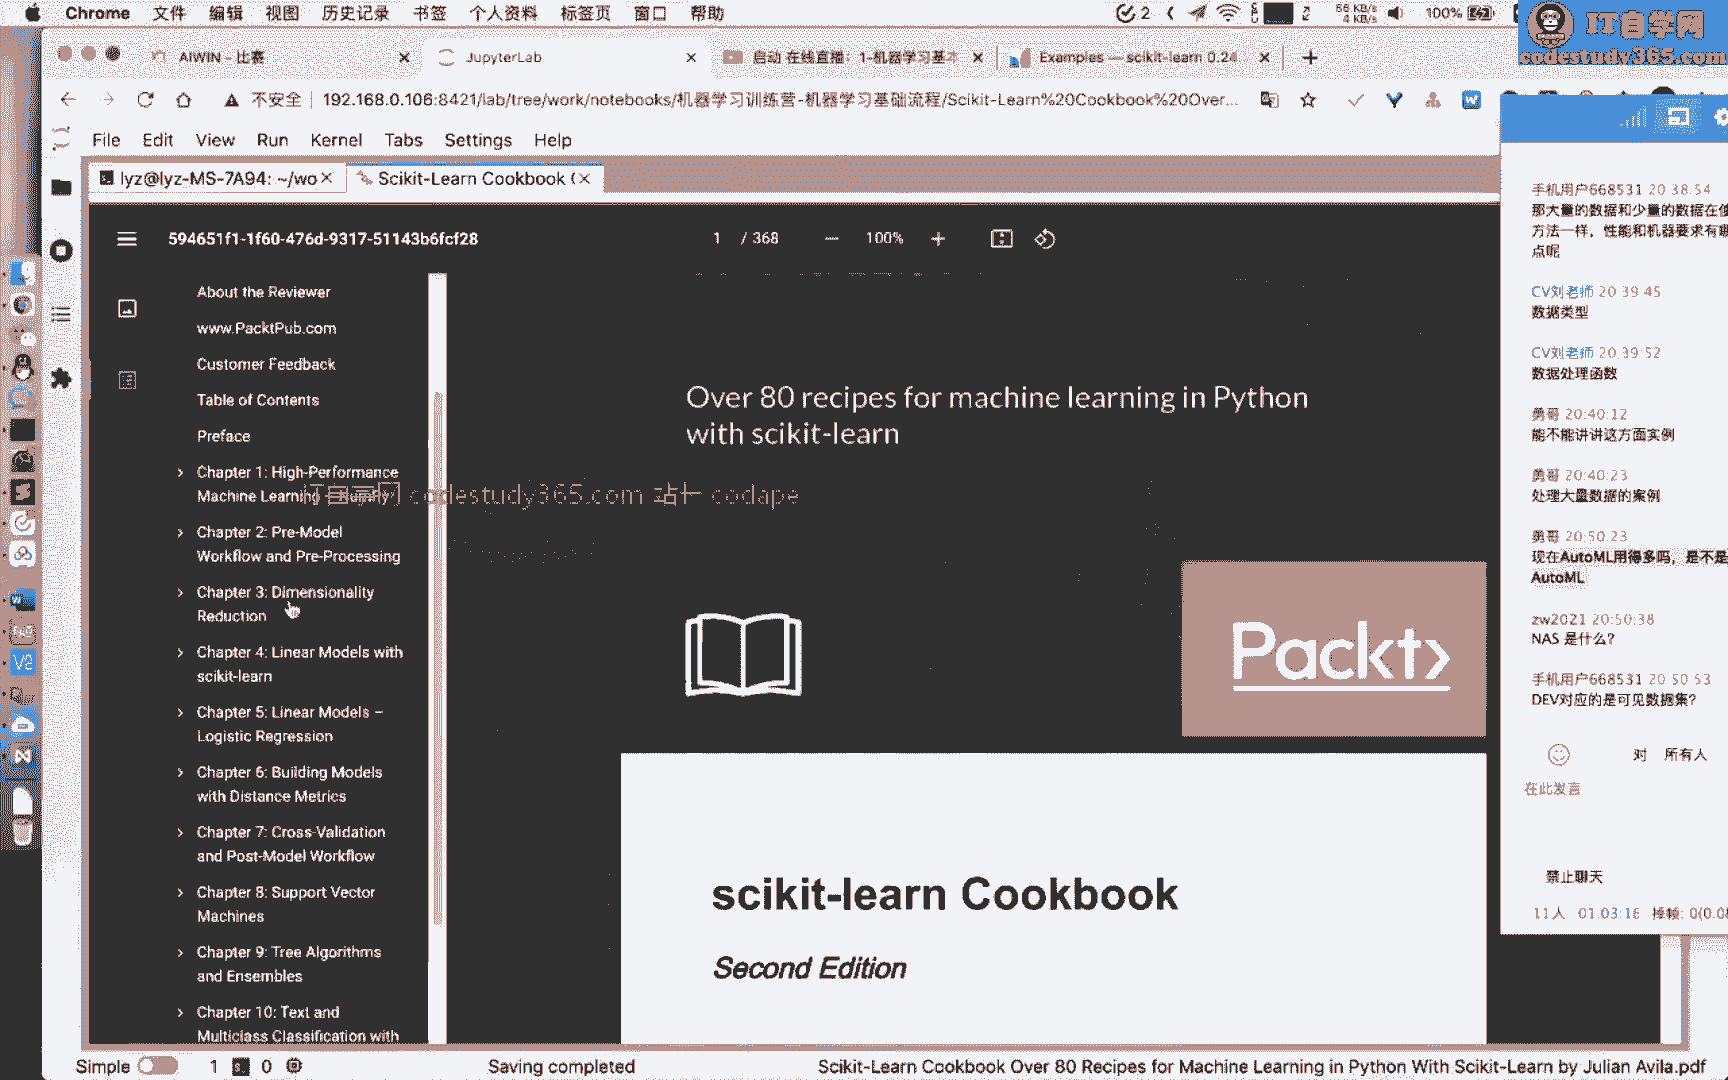 Chrome 文件 编辑 视图 历史记录 书签 个人资料 标签页 窗口 帮助
2 66 KB/s 4 KB/s 100%
IT自学网
codestudy365.com
AIWIN - 比赛
JupyterLab
启动 在线直播: 1-机器学习基本
Examples — scikit-learn 0.24
不安全 192.168.0.106:8421/lab/tree/work/notebooks/机器学习训练营-机器学习基础流程/Scikit-Learn%20Cookbook%20Over...
File Edit View Run Kernel Tabs Settings Help
lyz@lyz-MS-7A94: ~/wo
Scikit-Learn Cookbook (
594651f1-1f60-476d-9317-51143b6fcf28
1 / 368
100%
About the Reviewer
www.PacktPub.com
Customer Feedback
Table of Contents
Preface
Chapter 1: High-Performance
Machine Learning
Chapter 2: Pre-Model
Workflow and Pre-Processing
Chapter 3: Dimensionality
Reduction
Chapter 4: Linear Models with
scikit-learn
Chapter 5: Linear Models –
Logistic Regression
Chapter 6: Building Models
with Distance Metrics
Chapter 7: Cross-Validation
and Post-Model Workflow
Chapter 8: Support Vector
Machines
Chapter 9: Tree Algorithms
and Ensembles
Chapter 10: Text and
Multiclass Classification with
IT自学网 codestudy365.com 站长 codape
Over 80 recipes for machine learning in Python
with scikit-learn
Packt>
scikit-learn Cookbook
Second Edition
手机用户668531 20:38:54
那大量的数据和少量的数据在使
方法一样，性能和机器要求有哪
点呢
CV刘老师 20:39:45
数据类型
CV刘老师 20:39:52
数据处理函数
勇哥 20:40:12
能不能讲讲这方面实例
勇哥 20:40:23
处理大量数据的案例
勇哥 20:50:23
现在AutoML用得多吗，是不是
AutoML
zw2021 20:50:38
NAS 是什么?
手机用户668531 20:50:53
DEV对应的是可见数据集?
对 所有人
在此发言
禁止聊天
11人 01:03:16 掉帧: 0(0.0
Simple 1 0 Saving completed Scikit-Learn Cookbook Over 80 Recipes for Machine Learning in Python With Scikit-Learn by Julian Avila.pdf